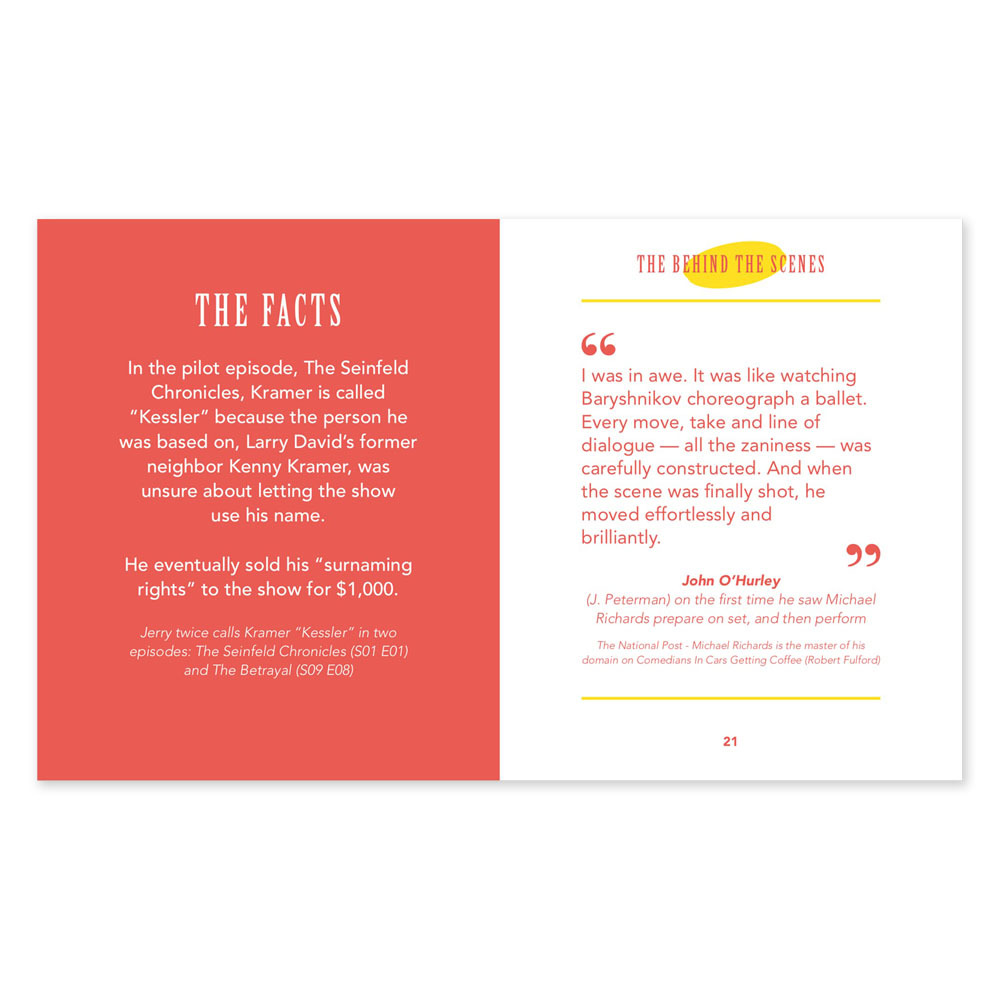 THE FACTS
In the pilot episode, The Seinfeld
Chronicles, Kramer is called
“Kessler” because the person he
was based on, Larry David’s former
neighbor Kenny Kramer, was
unsure about letting the show
use his name.
He eventually sold his “surnaming
rights” to the show for $1,000.
Jerry twice calls Kramer “Kessler” in two
episodes: The Seinfeld Chronicles (S01 E01)
and The Betrayal (S09 E08)
THE BEHIND THE SCENES
“
I was in awe. It was like watching
Baryshnikov choreograph a ballet.
Every move, take and line of
dialogue — all the zaniness — was
carefully constructed. And when
the scene was finally shot, he
moved effortlessly and
brilliantly.
”
John O‘Hurley
(J. Peterman) on the first time he saw Michael
Richards prepare on set, and then perform
The National Post - Michael Richards is the master of his
domain on Comedians In Cars Getting Coffee (Robert Fulford)
21